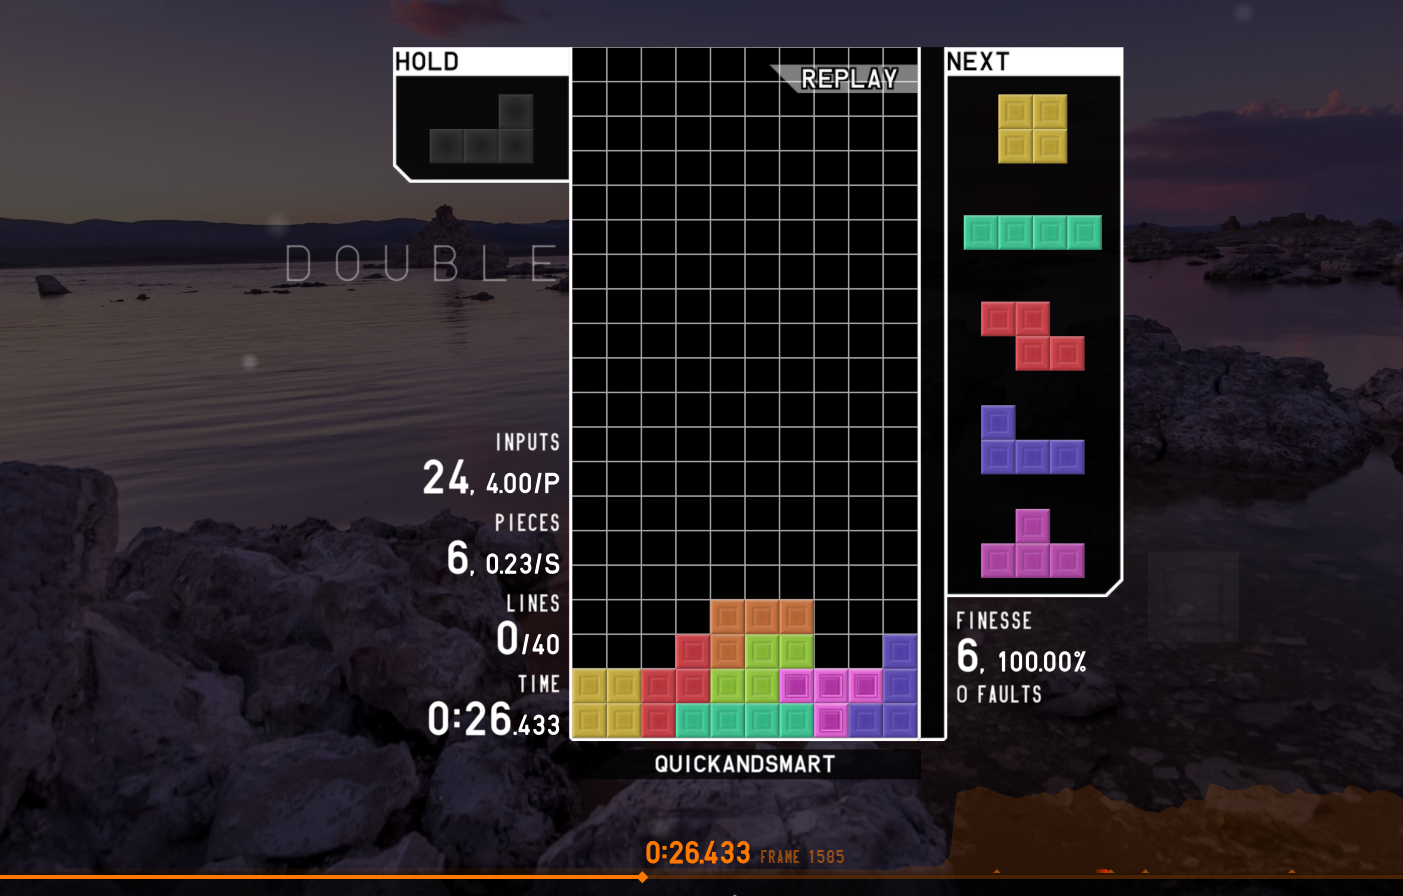 HOLD
REPLAY
NEXT
DOUBLE
INPUTS
24, 4.00/P
PIECES
6, 0.23/S
LINES
0/40
TIME
0:26.433
FINESSE
6, 100.00%
0 FAULTS
QUICKANDSMART
0:26.433 FRAME 1585